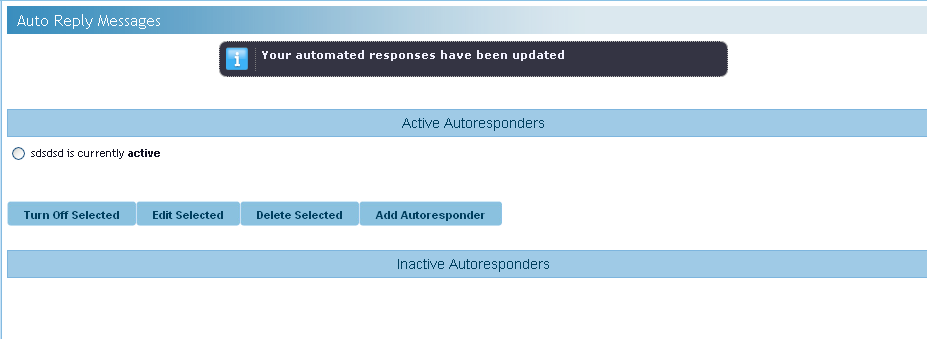 Auto Reply Messages
Your automated responses have been updated
Active Autoresponders
sdsdsd is currently active
Turn Off Selected Edit Selected Delete Selected Add Autoresponder
Inactive Autoresponders